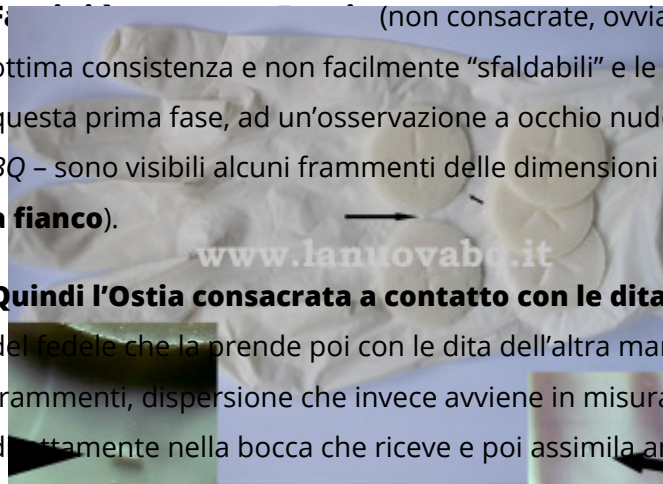 (non consacrate, ovvia
ottima consistenza e non facilmente “sfaldabili” e le
questa prima fase, ad un’osservazione a occhio nudo
BQ – sono visibili alcuni frammenti delle dimensioni
a fianco).
www.lanuovabq.it
Quindi l’Ostia consacrata a contatto con le dita
del fedele che la prende poi con le dita dell’altra mar
frammenti, dispersione che invece avviene in misura
direttamente nella bocca che riceve e poi assimila